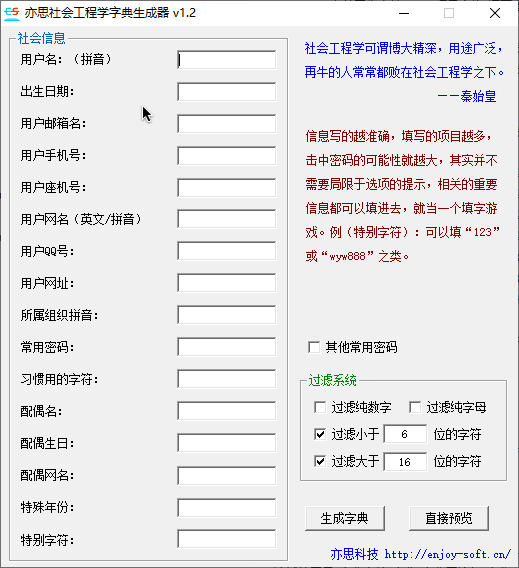 亦思社会工程学字典生成器 v1.2
社会信息
用户名：（拼音）
出生日期：
用户邮箱名：
用户手机号：
用户座机号：
用户网名（英文/拼音）
用户QQ号：
用户网址：
所属组织拼音：
常用密码：
习惯用的字符：
配偶名：
配偶生日：
配偶网名：
特殊年份：
特别字符：
社会工程学可谓博大精深，用途广泛，
再牛的人常常都败在社会工程学之下。
——秦始皇
信息写的越准确，填写的项目越多，
击中密码的可能性就越大，其实并不
需要局限于选项的提示，相关的重要
信息都可以填进去，就当一个填字游
戏。例（特别字符）：可以填“123”
或“wyw888”之类。
其他常用密码
过滤系统
过滤纯数字 过滤纯字母
过滤小于 6 位的字符
过滤大于 16 位的字符
生成字典 直接预览
亦思科技 http://enjoy-soft.cn/